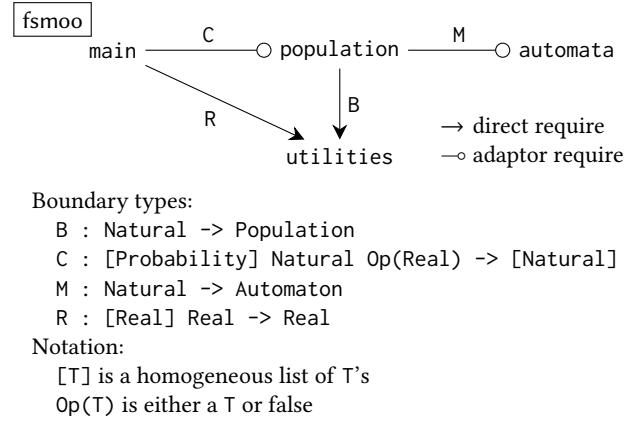 fsmoo
main C population M automata
B
R
utilities
→ direct require
⊸ adaptor require
Boundary types:
B : Natural -> Population
C : [Probability] Natural Op(Real) -> [Natural]
M : Natural -> Automaton
R : [Real] Real -> Real
Notation:
[T] is a homogeneous list of T's
Op(T) is either a T or false